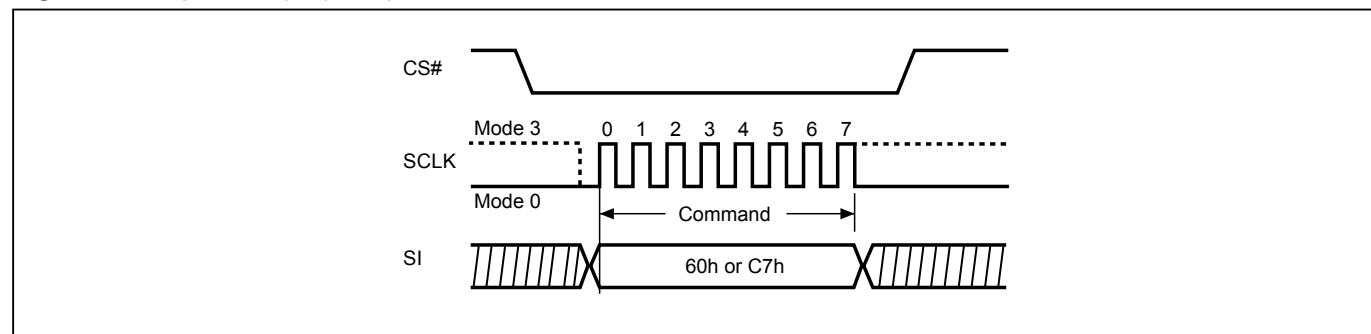 CS#
Mode 3 0 1 2 3 4 5 6 7
SCLK
Mode 0
Command
SI
60h or C7h